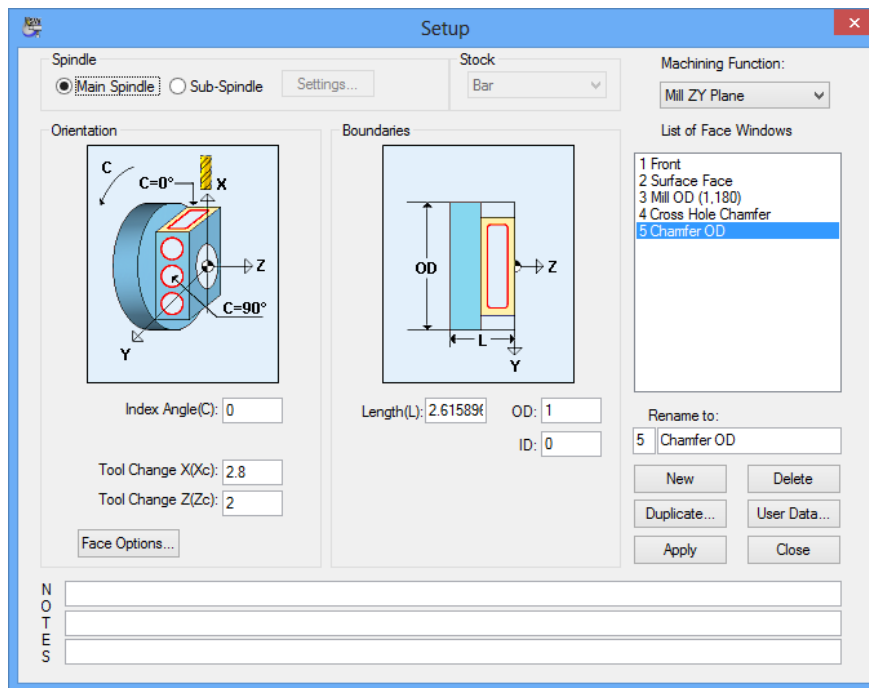 Setup
Spindle
Main Spindle
Sub-Spindle
Settings...
Stock
Bar
Machining Function:
Mill ZY Plane
Orientation
C
C=0°
X
Z
C=90°
Y
Index Angle(C): 0
Tool Change X(Xc): 2.8
Tool Change Z(Zc): 2
Face Options...
Boundaries
OD
Z
L
Y
Length(L): 2.615896
OD: 1
ID: 0
List of Face Windows
1 Front
2 Surface Face
3 Mill OD (1,180)
4 Cross Hole Chamfer
5 Chamfer OD
Rename to:
5 Chamfer OD
New
Delete
Duplicate...
User Data...
Apply
Close
N
O
T
E
S